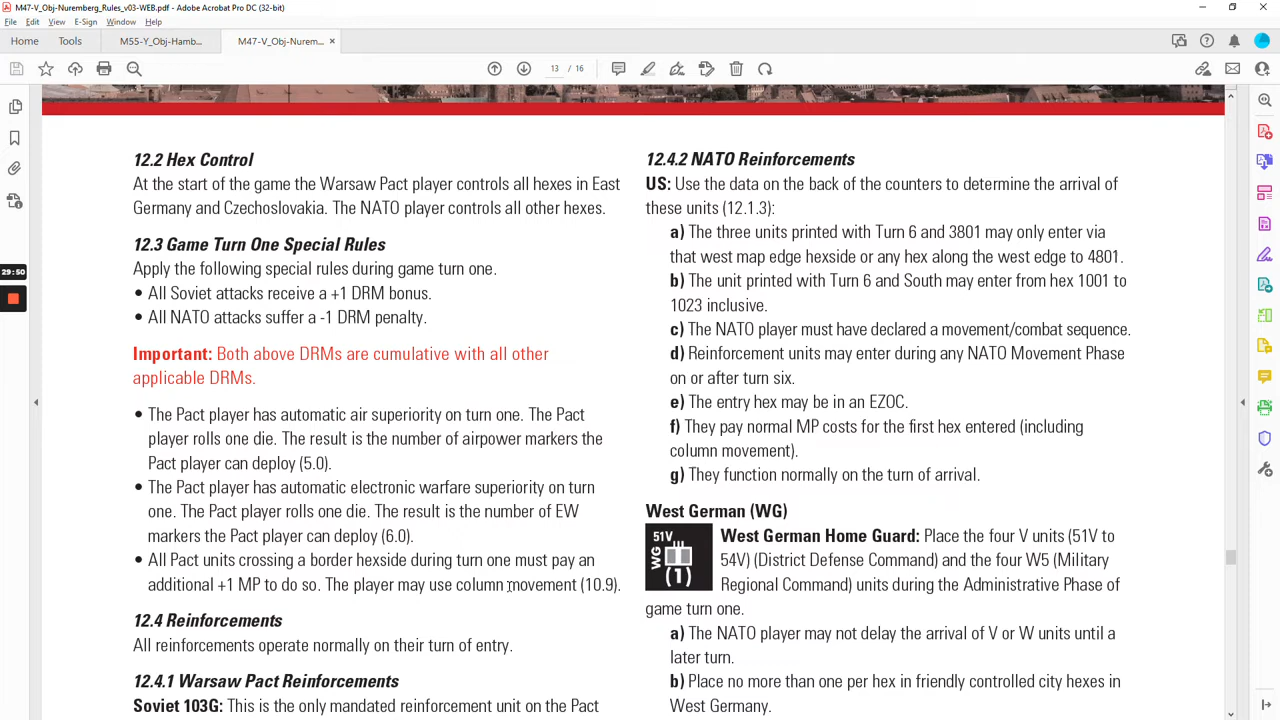 M47-V_Obj-Nuremberg_Rules_v03-WEB.pdf - Adobe Acrobat Pro DC (32-bit)
File Edit View E-Sign Window Help
Home Tools M55-Y_Obj-Hamb... M47-V_Obj-Nurem...
13 / 16
29:50
12.2 Hex Control
At the start of the game the Warsaw Pact player controls all hexes in East
Germany and Czechoslovakia. The NATO player controls all other hexes.
12.3 Game Turn One Special Rules
Apply the following special rules during game turn one.
• All Soviet attacks receive a +1 DRM bonus.
• All NATO attacks suffer a -1 DRM penalty.
Important: Both above DRMs are cumulative with all other
applicable DRMs.
• The Pact player has automatic air superiority on turn one. The Pact
player rolls one die. The result is the number of airpower markers the
Pact player can deploy (5.0).
• The Pact player has automatic electronic warfare superiority on turn
one. The Pact player rolls one die. The result is the number of EW
markers the Pact player can deploy (6.0).
• All Pact units crossing a border hexside during turn one must pay an
additional +1 MP to do so. The player may use column movement (10.9).
12.4 Reinforcements
All reinforcements operate normally on their turn of entry.
12.4.1 Warsaw Pact Reinforcements
Soviet 103G: This is the only mandated reinforcement unit on the Pact
12.4.2 NATO Reinforcements
US: Use the data on the back of the counters to determine the arrival of
these units (12.1.3):
a) The three units printed with Turn 6 and 3801 may only enter via
that west map edge hexside or any hex along the west edge to 4801.
b) The unit printed with Turn 6 and South may enter from hex 1001 to
1023 inclusive.
c) The NATO player must have declared a movement/combat sequence.
d) Reinforcement units may enter during any NATO Movement Phase
on or after turn six.
e) The entry hex may be in an EZOC.
f) They pay normal MP costs for the first hex entered (including
column movement).
g) They function normally on the turn of arrival.
West German (WG)
51V
WG
(1)
West German Home Guard: Place the four V units (51V to
54V) (District Defense Command) and the four W5 (Military
Regional Command) units during the Administrative Phase of
game turn one.
a) The NATO player may not delay the arrival of V or W units until a
later turn.
b) Place no more than one per hex in friendly controlled city hexes in
West Germany.